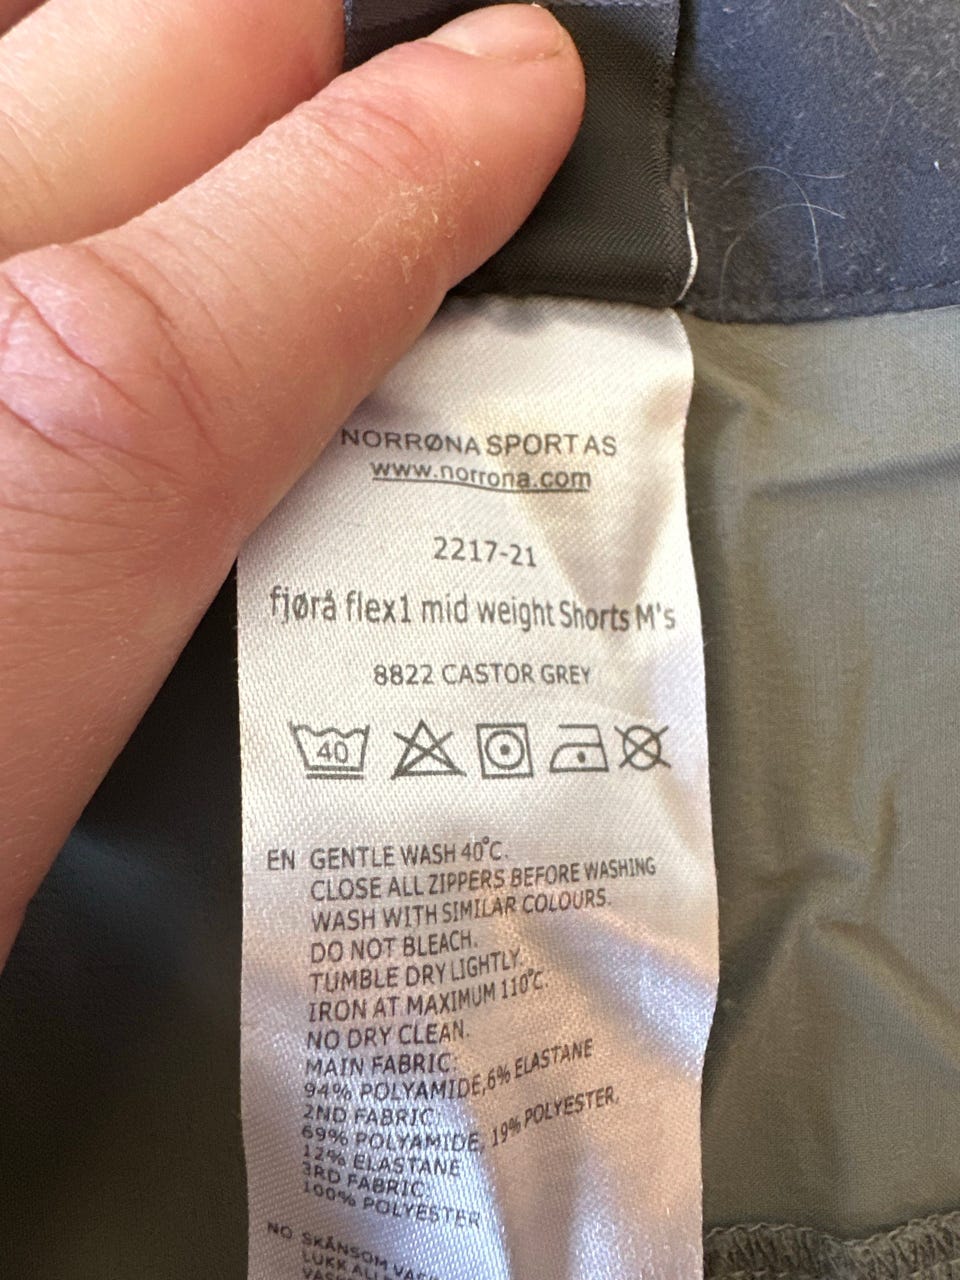 NORRØNA SPORT AS
www.norrona.com
2217-21
fjørå flex1 mid weight Shorts M's
8822 CASTOR GREY
40
EN GENTLE WASH 40°C.
CLOSE ALL ZIPPERS BEFORE WASHING
WASH WITH SIMILAR COLOURS.
DO NOT BLEACH.
TUMBLE DRY LIGHTLY.
IRON AT MAXIMUM 110°C.
NO DRY CLEAN.
MAIN FABRIC:
94% POLYAMIDE,6% ELASTANE
2ND FABRIC:
69% POLYAMIDE, 19% POLYESTER,
12% ELASTANE
3RD FABRIC:
100% POLYESTER
NO SKÅNSOM
LUKK